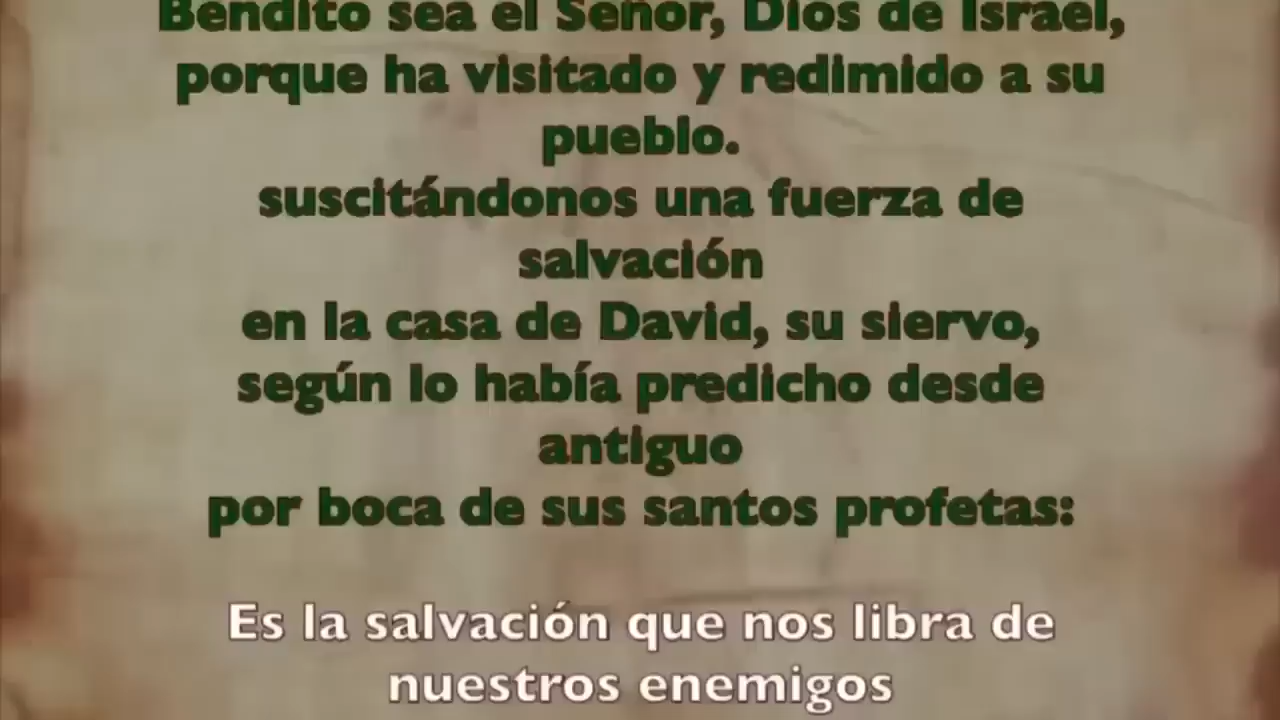 Bendito sea el Señor, Dios de Israel,
porque ha visitado y redimido a su
pueblo.
suscitándonos una fuerza de
salvación
en la casa de David, su siervo,
según lo había predicho desde
antiguo
por boca de sus santos profetas:
Es la salvación que nos libra de
nuestros enemigos